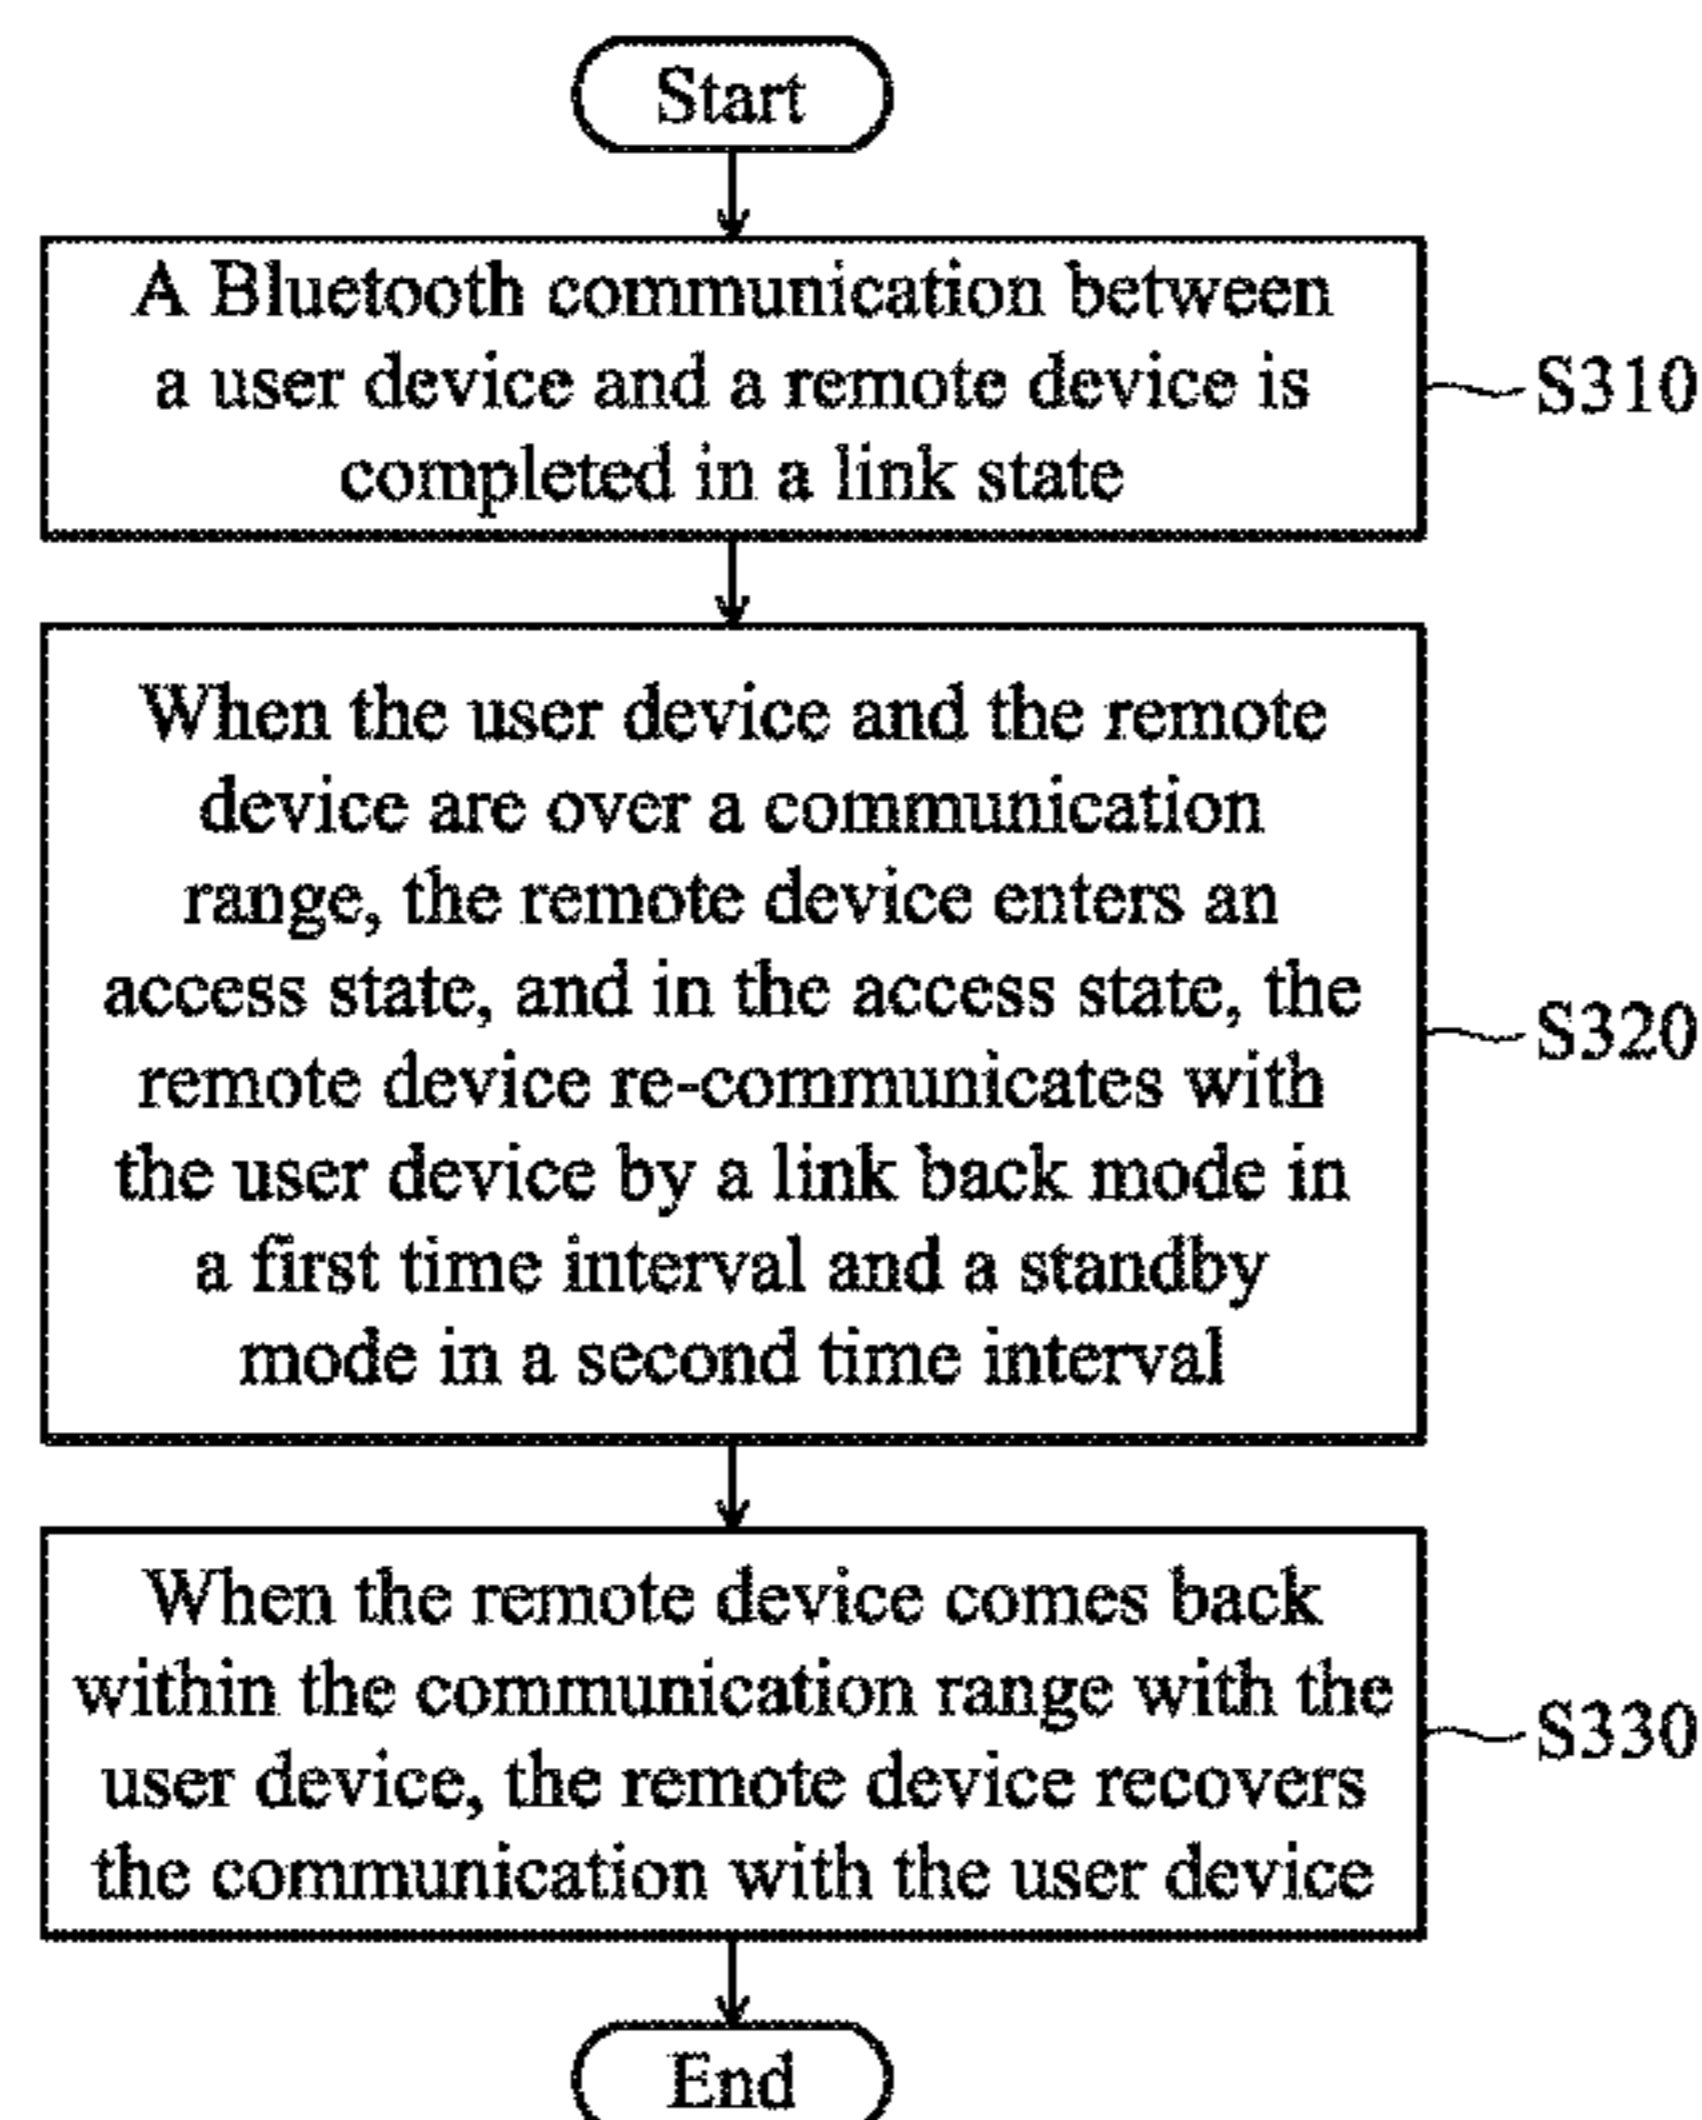 Start
A Bluetooth communication between
a user device and a remote device is
completed in a link state
S310
When the user device and the remote
device are over a communication
range, the remote device enters an
access state, and in the access state, the
remote device re-communicates with
the user device by a link back mode in
a first time interval and a standby
mode in a second time interval
S320
When the remote device comes back
within the communication range with the
user device, the remote device recovers
the communication with the user device
S330
End